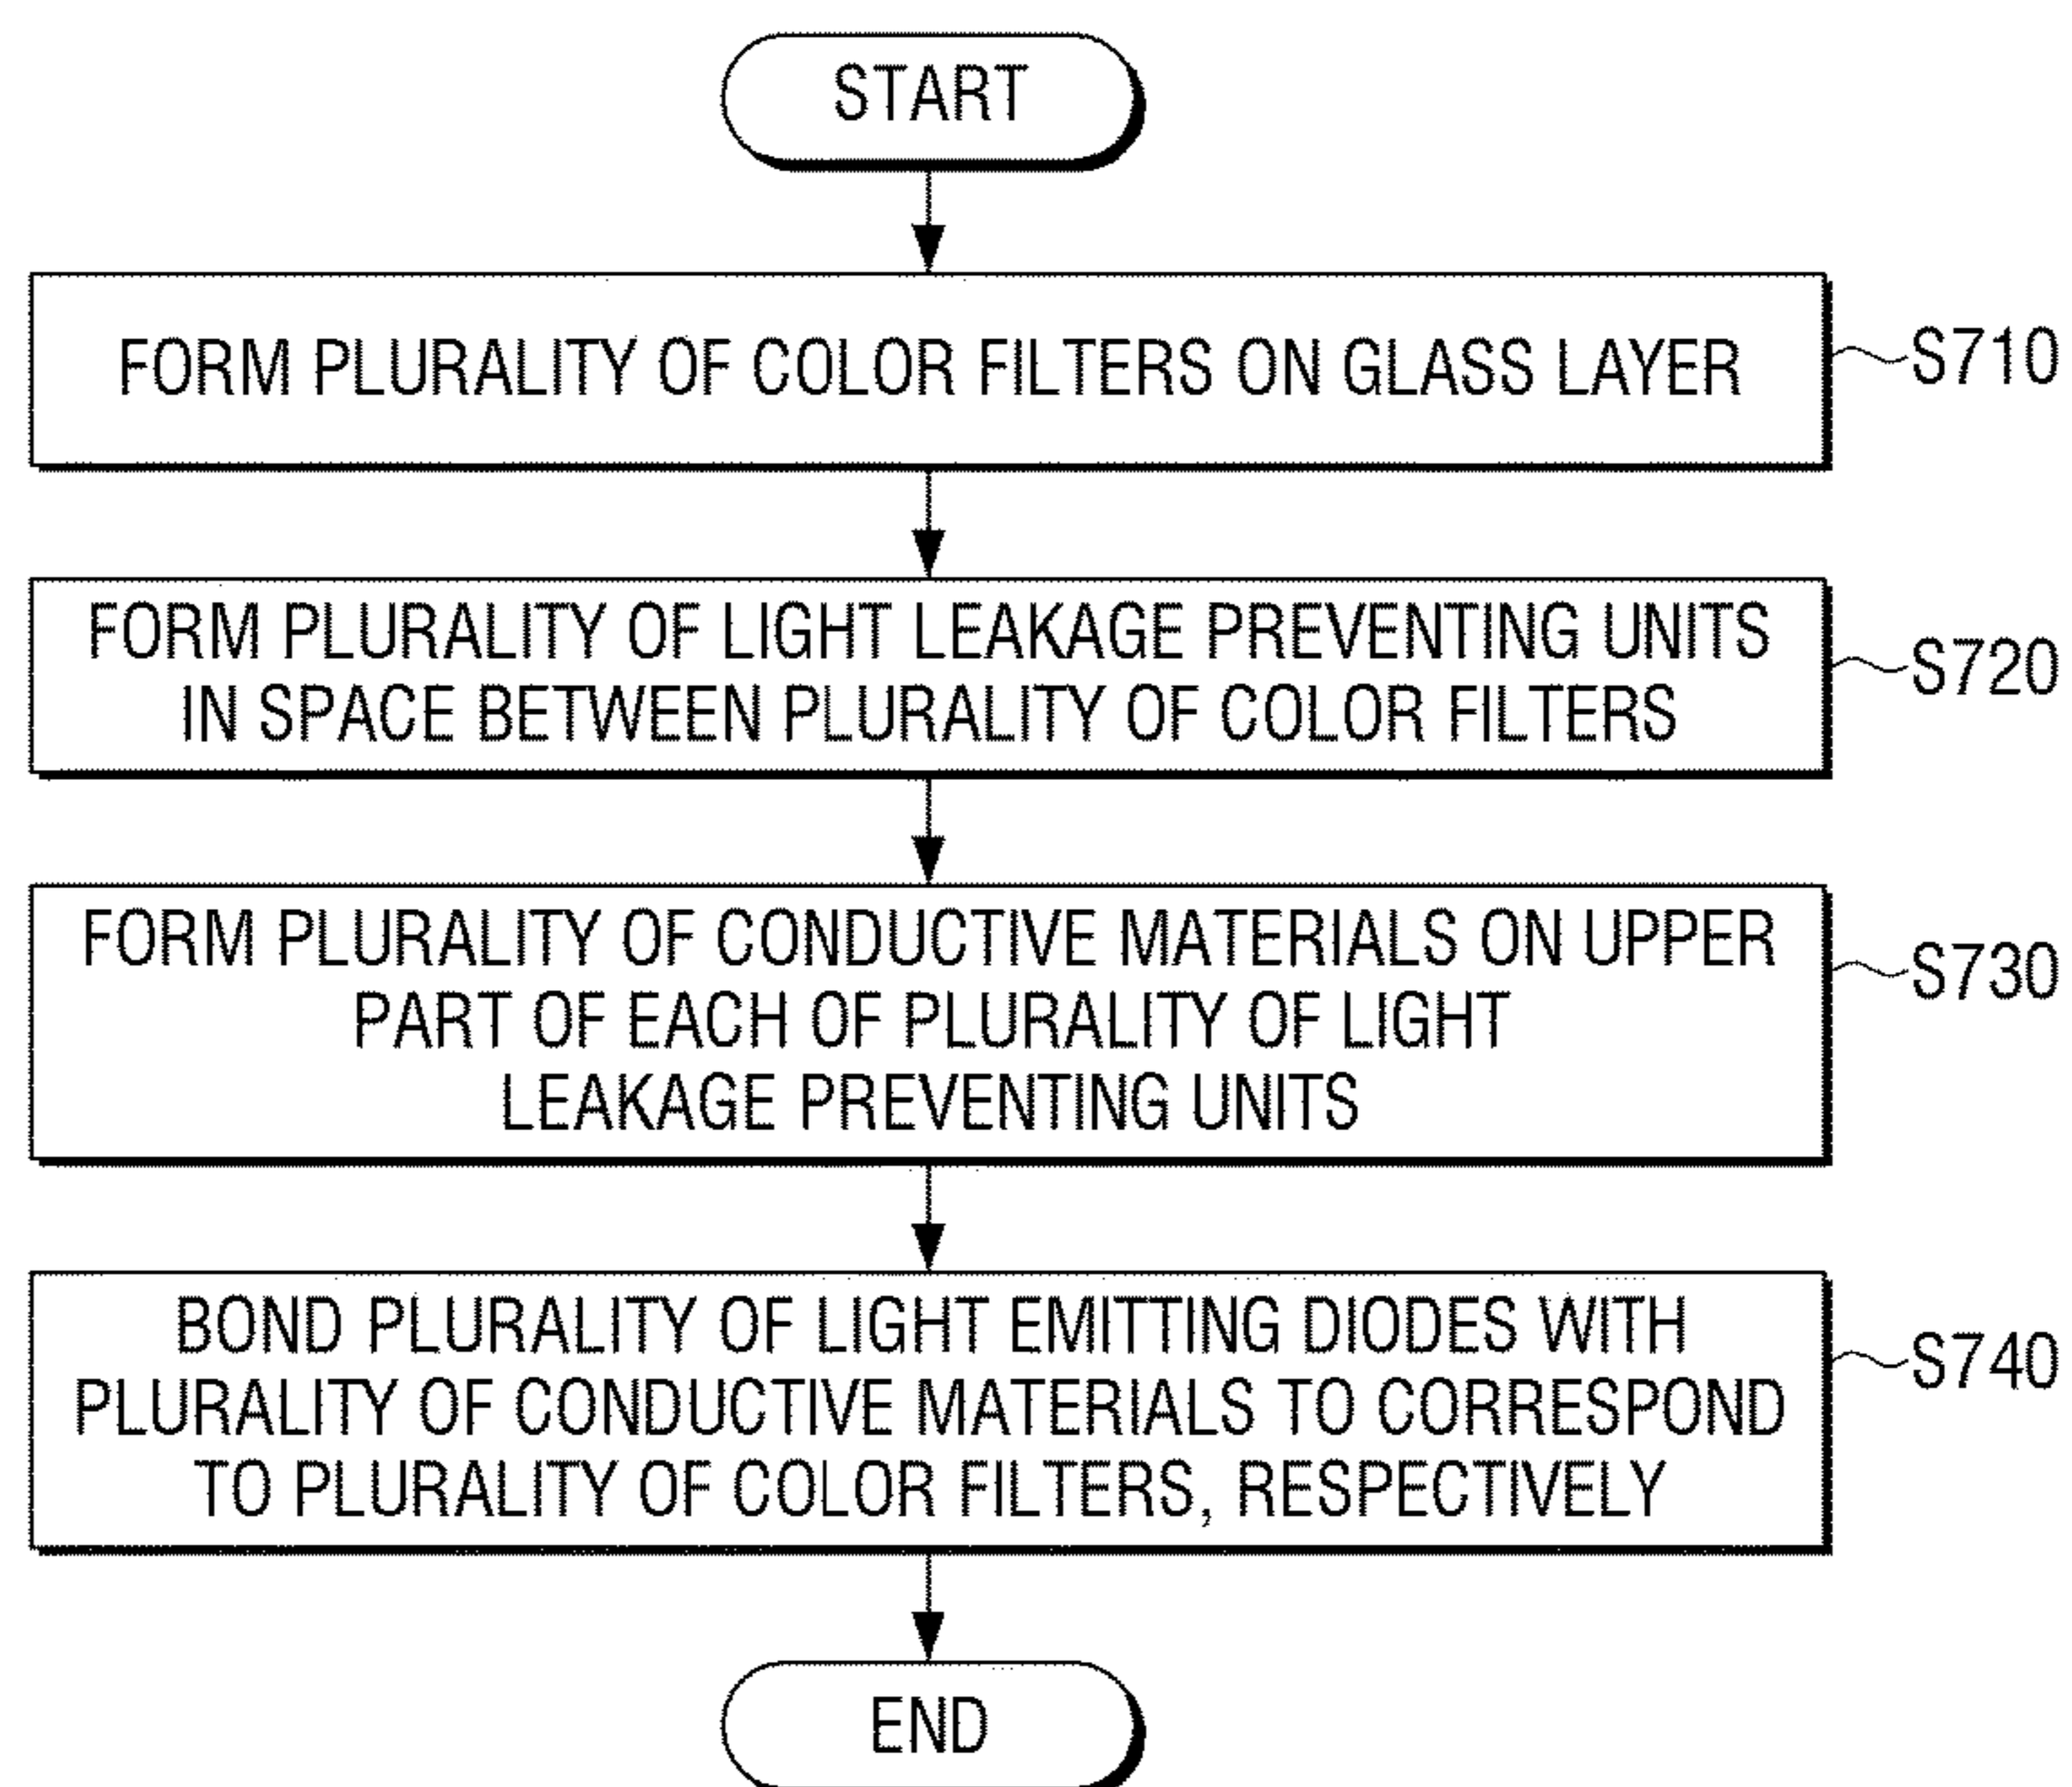 START
FORM PLURALITY OF COLOR FILTERS ON GLASS LAYER
S710
FORM PLURALITY OF LIGHT LEAKAGE PREVENTING UNITS
IN SPACE BETWEEN PLURALITY OF COLOR FILTERS
S720
FORM PLURALITY OF CONDUCTIVE MATERIALS ON UPPER
PART OF EACH OF PLURALITY OF LIGHT
LEAKAGE PREVENTING UNITS
S730
BOND PLURALITY OF LIGHT EMITTING DIODES WITH
PLURALITY OF CONDUCTIVE MATERIALS TO CORRESPOND
TO PLURALITY OF COLOR FILTERS, RESPECTIVELY
S740
END